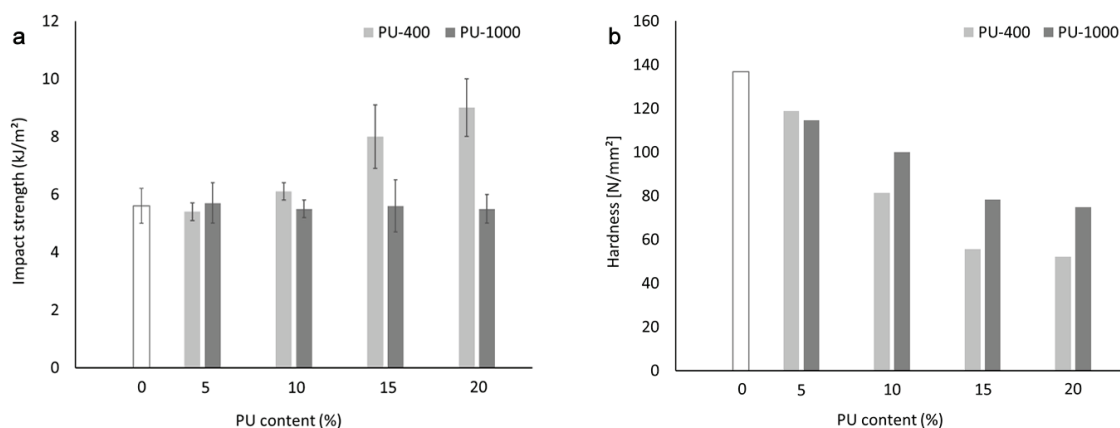 a
PU-400 PU-1000
Impact strength (kJ/m²)
12
10
8
6
4
2
0
0 5 10 15 20
PU content (%)
b
PU-400 PU-1000
Hardness [N/mm²]
160
140
120
100
80
60
40
20
0
0 5 10 15 20
PU content (%)